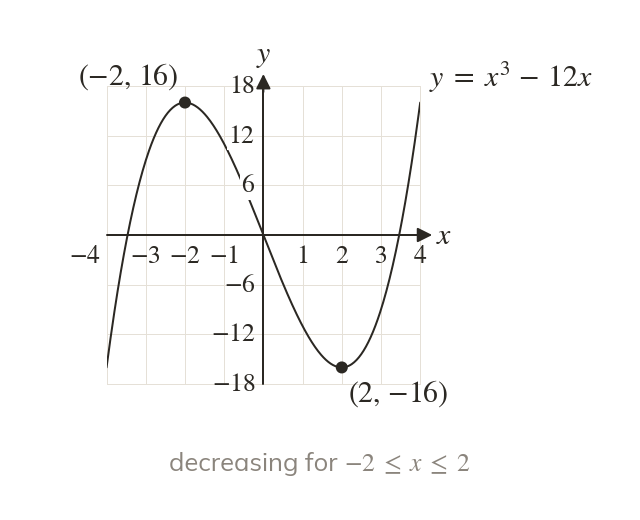 y
(−2, 16)
y = x³ − 12x
18
12
6
x
−4 −3 −2 −1 1 2 3 4
−6
−12
−18
(2, −16)
decreasing for −2 ≤ x ≤ 2